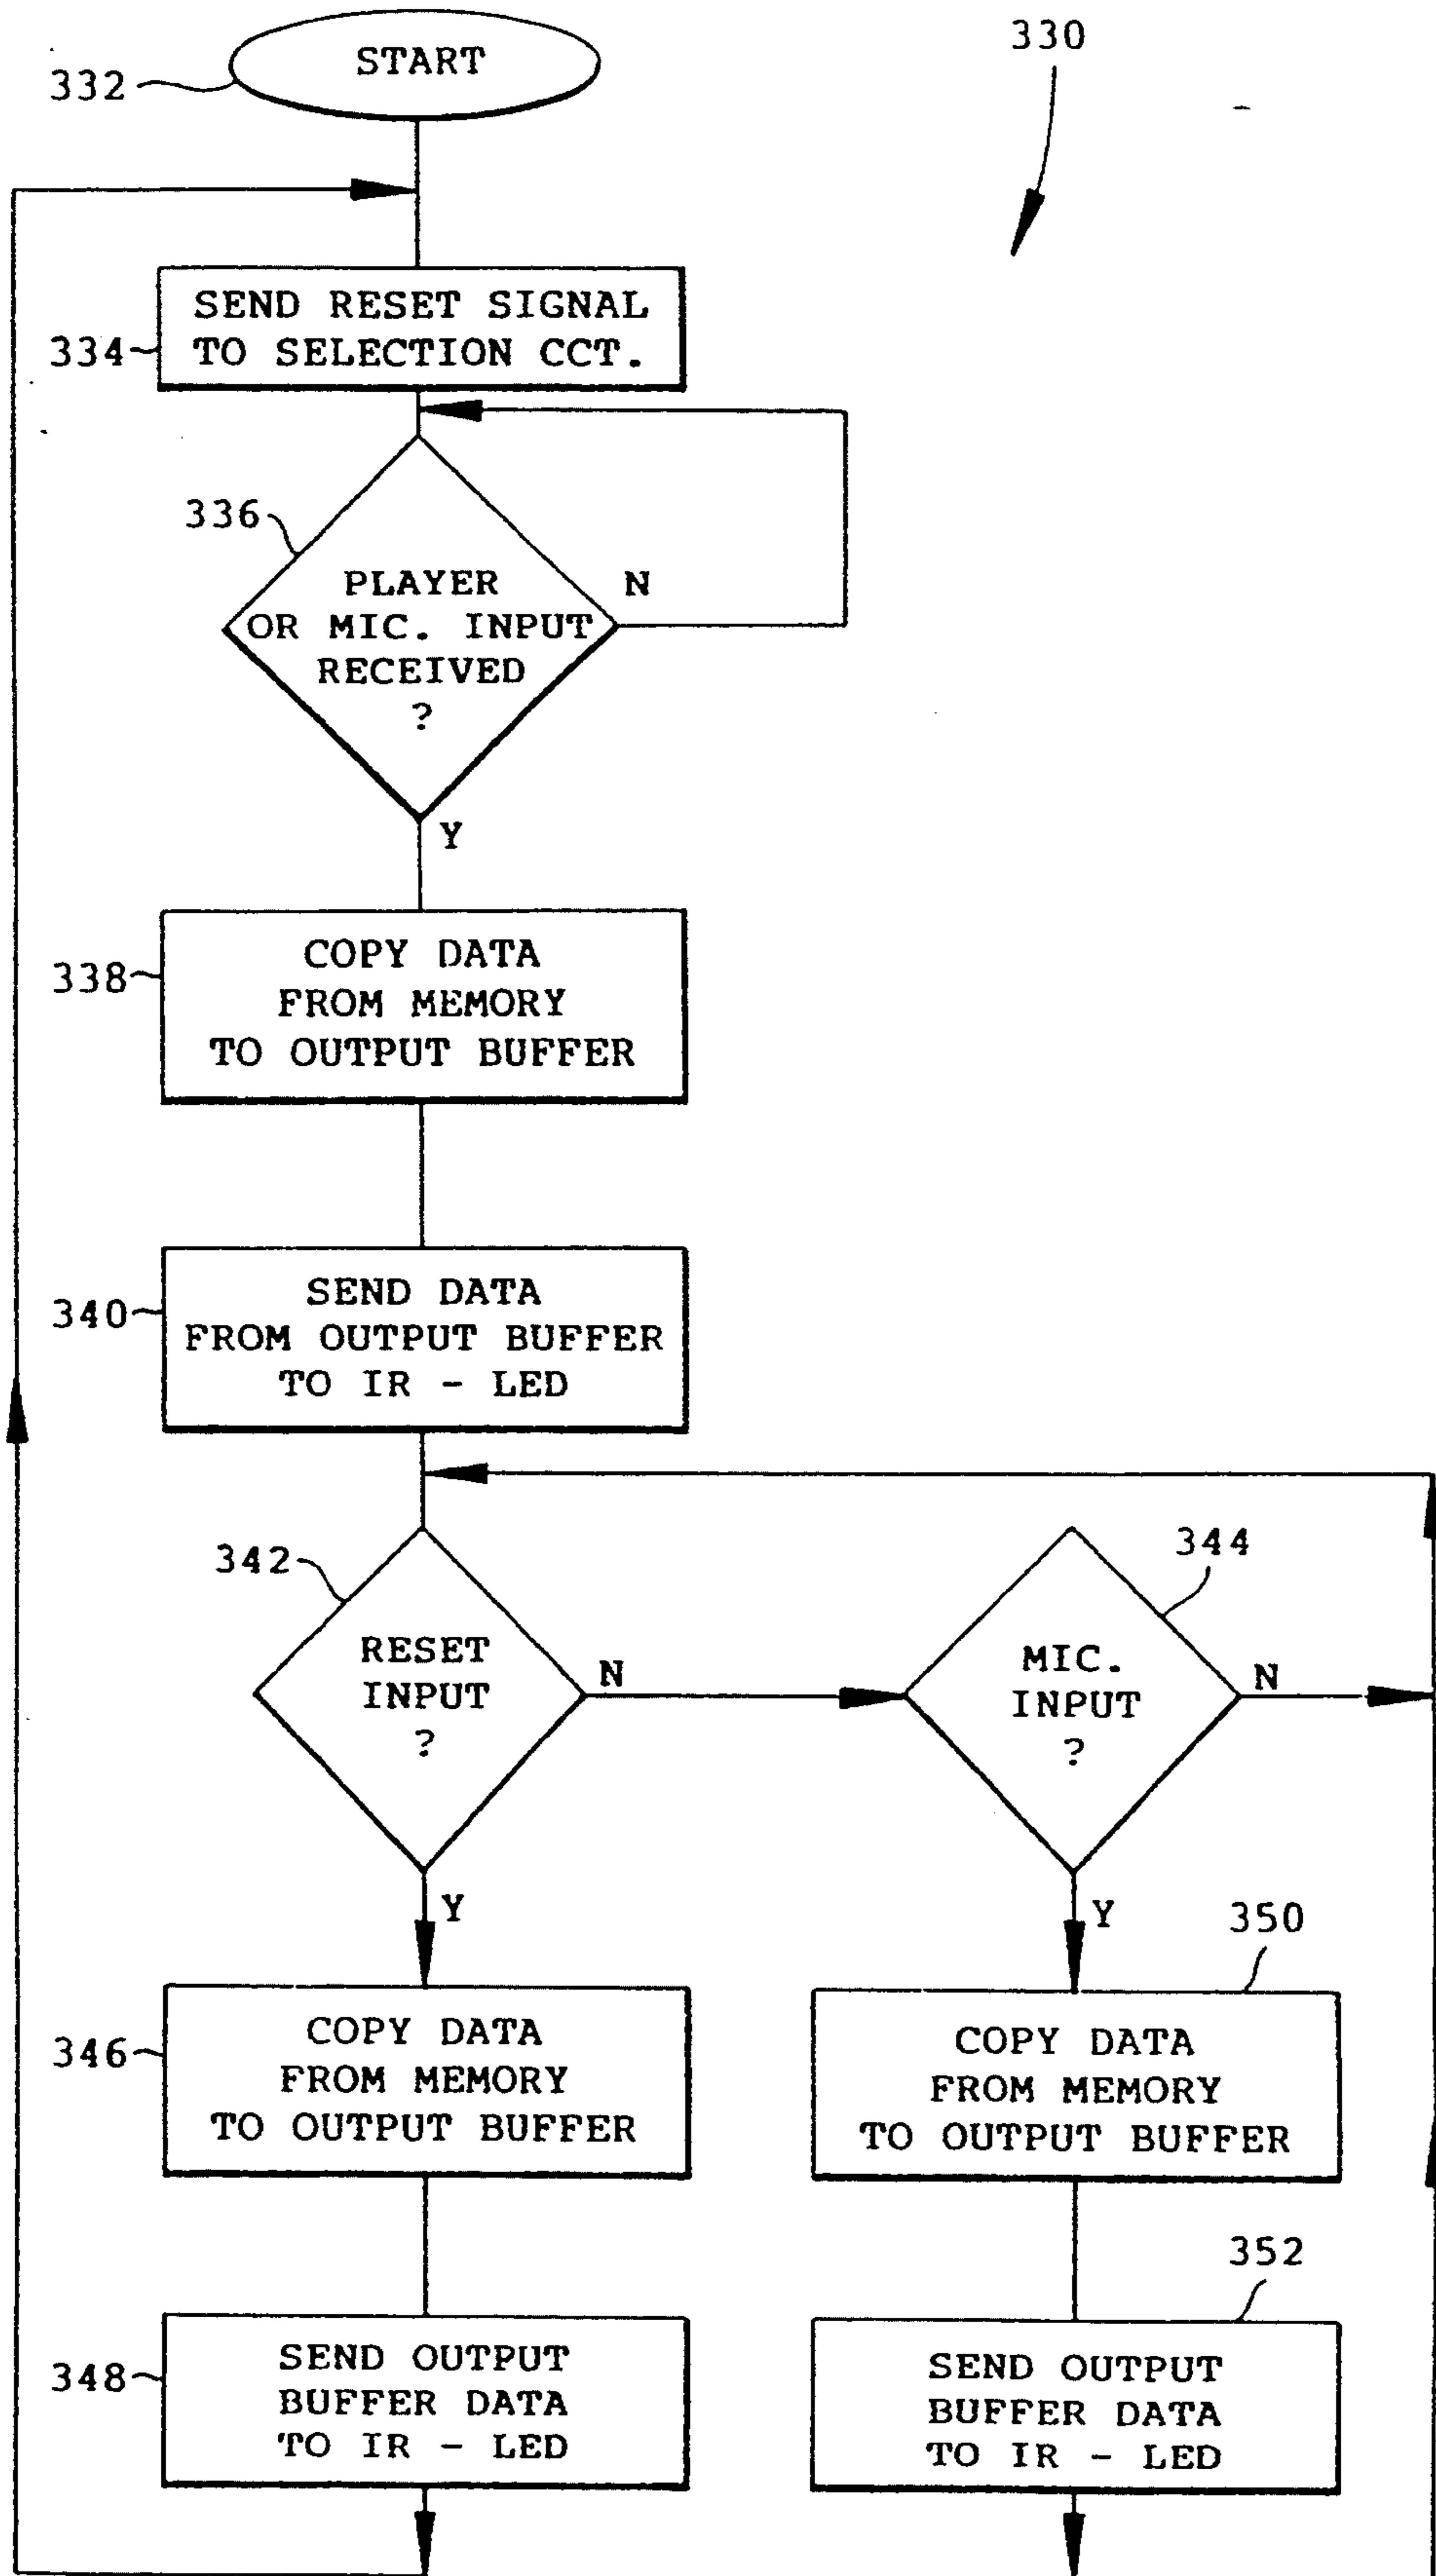 START
332
330
SEND RESET SIGNAL
TO SELECTION CCT.
334
336
PLAYER
OR MIC. INPUT
RECEIVED
?
N
Y
338
COPY DATA
FROM MEMORY
TO OUTPUT BUFFER
340
SEND DATA
FROM OUTPUT BUFFER
TO IR - LED
342
RESET
INPUT
?
N
Y
344
MIC.
INPUT
?
N
Y
346
COPY DATA
FROM MEMORY
TO OUTPUT BUFFER
350
COPY DATA
FROM MEMORY
TO OUTPUT BUFFER
348
SEND OUTPUT
BUFFER DATA
TO IR - LED
352
SEND OUTPUT
BUFFER DATA
TO IR - LED